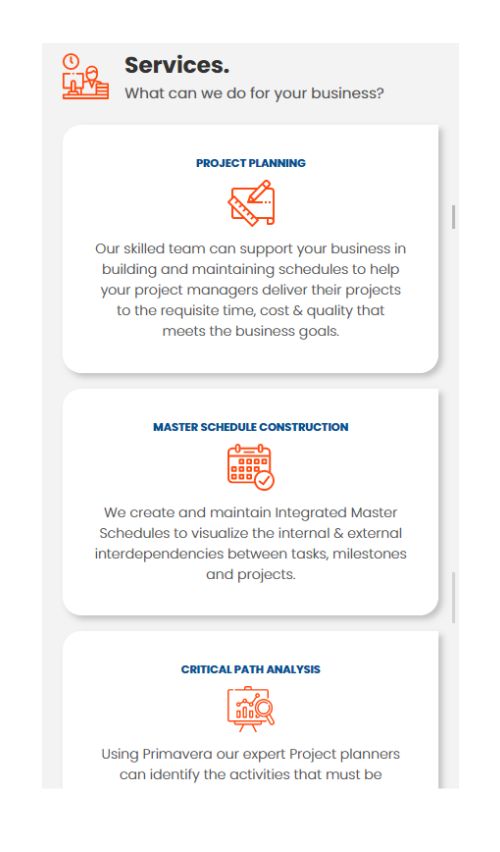 Services.
What can we do for your business?
PROJECT PLANNING
Our skilled team can support your business in
building and maintaining schedules to help
your project managers deliver their projects
to the requisite time, cost & quality that
meets the business goals.
MASTER SCHEDULE CONSTRUCTION
We create and maintain Integrated Master
Schedules to visualize the internal & external
interdependencies between tasks, milestones
and projects.
CRITICAL PATH ANALYSIS
Using Primavera our expert Project planners
can identify the activities that must be